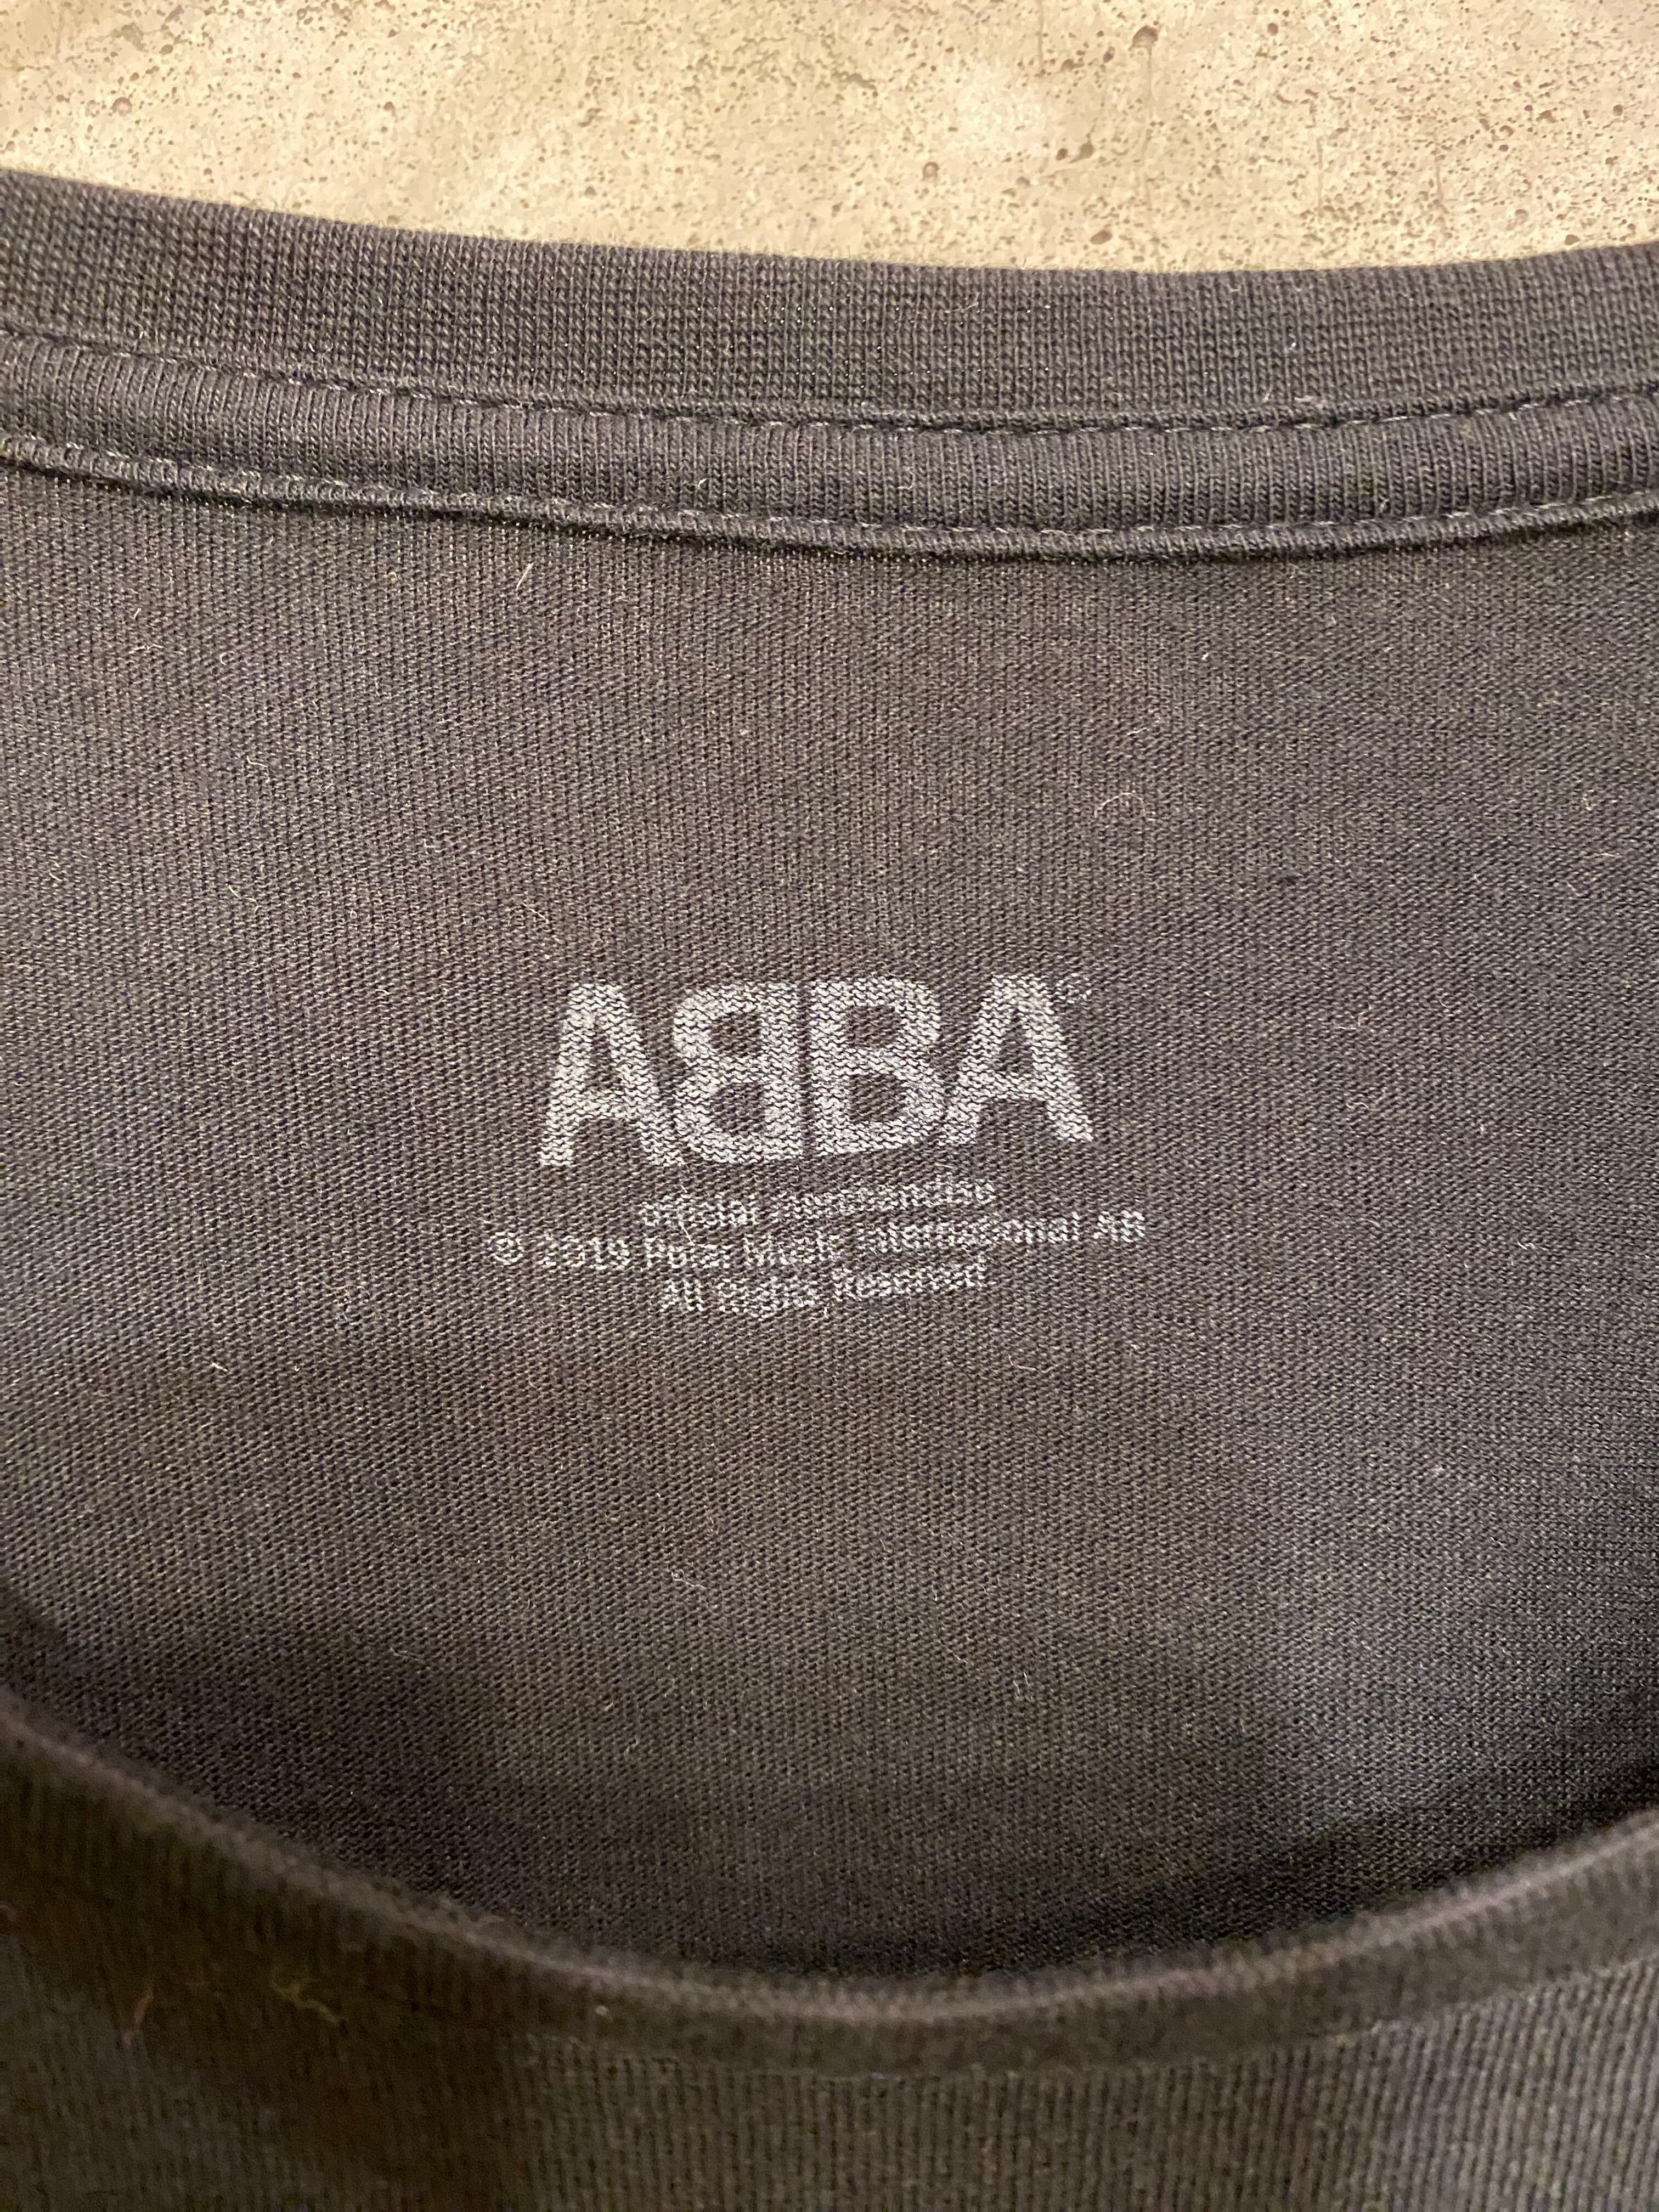 ABBA®
official merchandise
© 2019 Polar Music International AB
All Rights Reserved